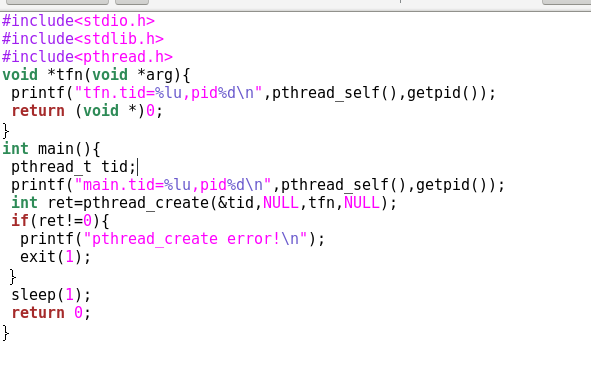 #include<stdio.h>
#include<stdlib.h>
#include<pthread.h>
void *tfn(void *arg){
 printf("tfn.tid=%lu,pid%d\n",pthread_self(),getpid());
 return (void *)0;
}
int main(){
 pthread_t tid;
 printf("main.tid=%lu,pid%d\n",pthread_self(),getpid());
 int ret=pthread_create(&tid,NULL,tfn,NULL);
 if(ret!=0){
  printf("pthread_create error!\n");
  exit(1);
 }
 sleep(1);
 return 0;
}